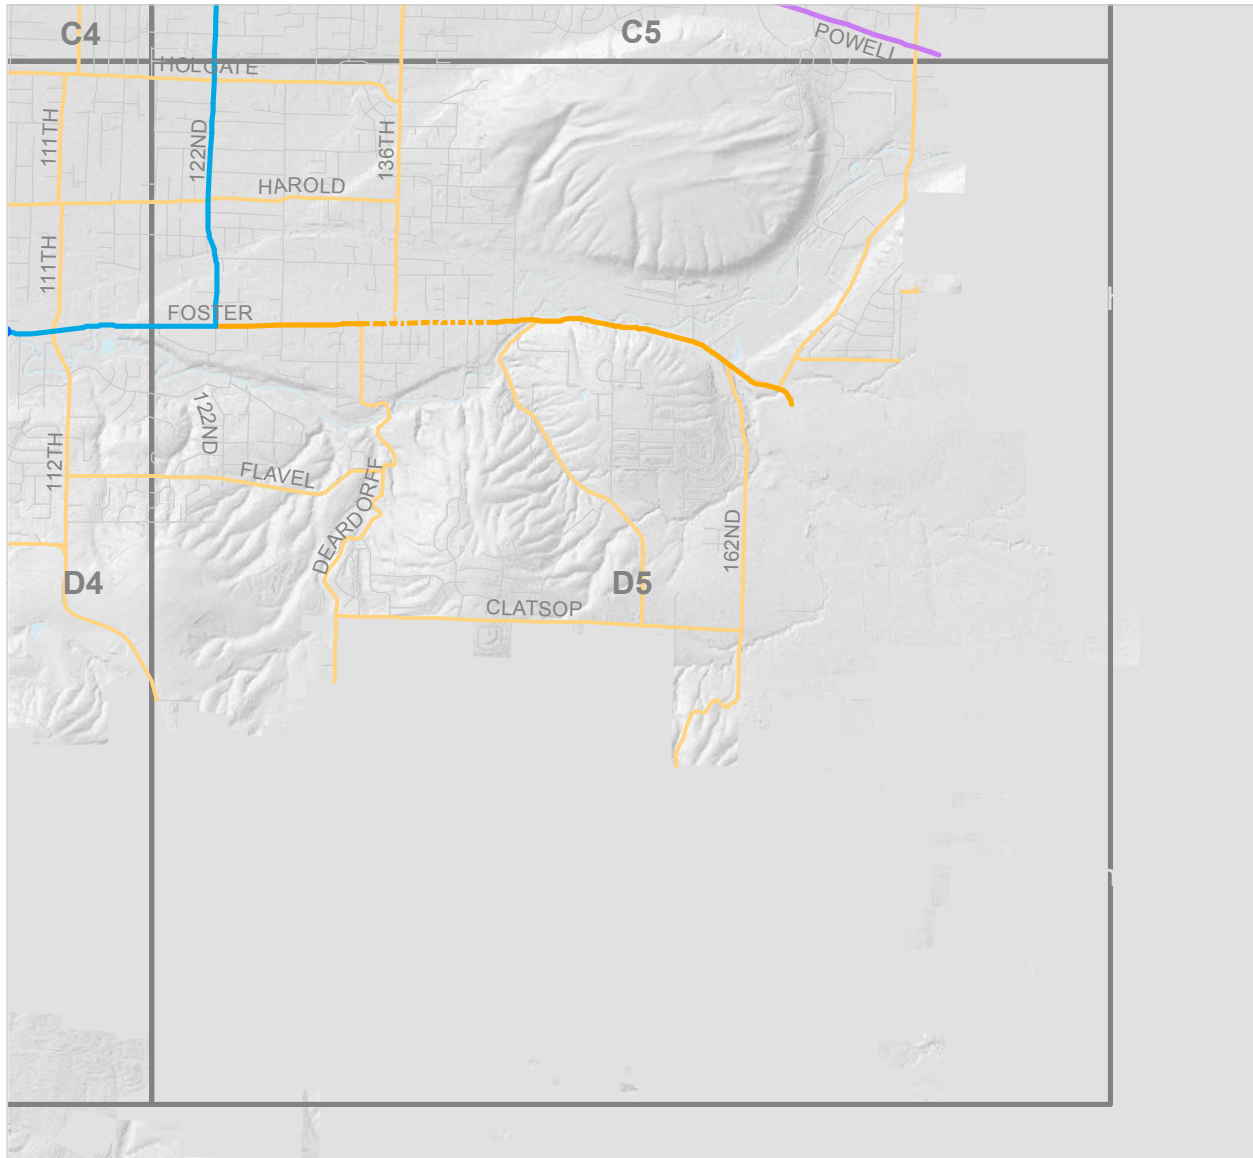 C4
C5
POWELL
HOLGATE
111TH
122ND
136TH
HAROLD
111TH
FOSTER
122ND
112TH
FLAVEL
DEARDORFF
162ND
D4
D5
CLATSOP